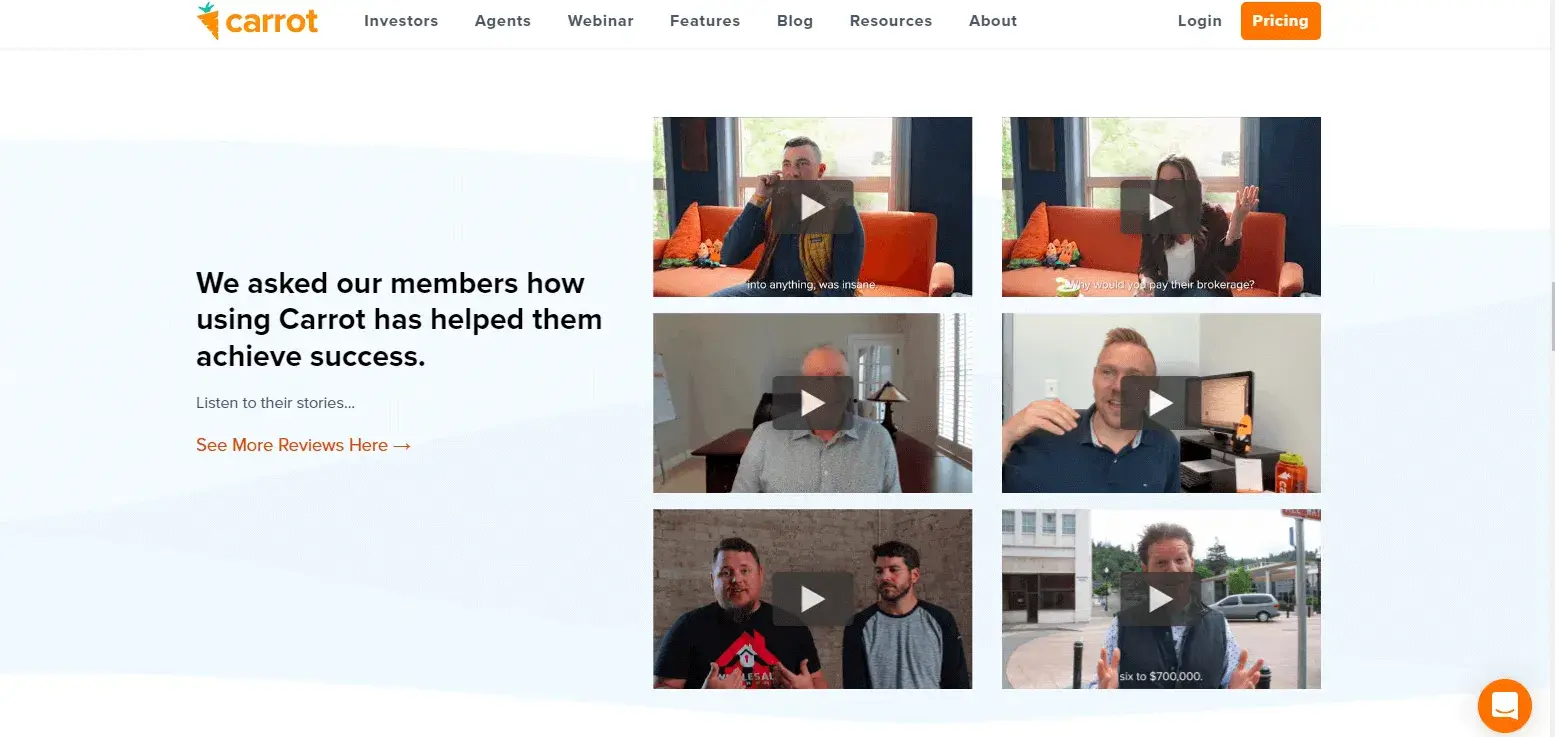 carrot
Investors
Agents
Webinar
Features
Blog
Resources
About
Login
Pricing
We asked our members how
using Carrot has helped them
achieve success.
Listen to their stories...
See More Reviews Here →
into anything, was insane.
Why would you pay their brokerage?
six to $700,000.